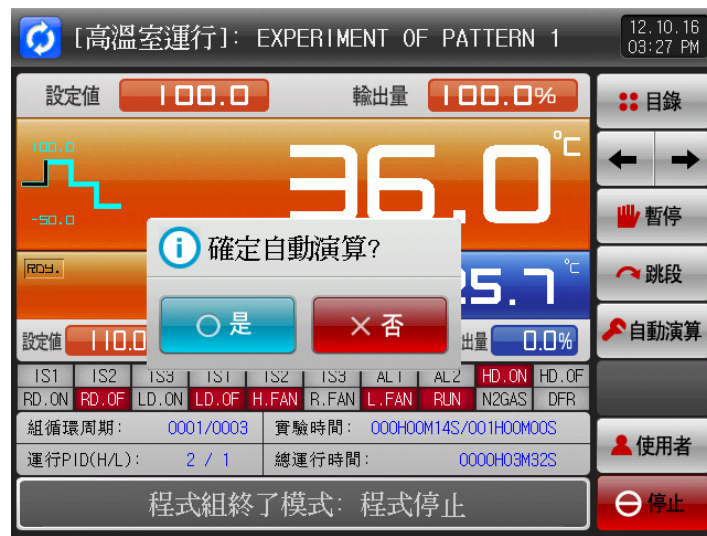 [高溫室運行]: EXPERIMENT OF PATTERN 1
12.10.16
03:27 PM
設定值 100.0 輸出量 100.0%
目錄
100.0
-50.0
36.0 ℃
暫停
RDY.
5.7 ℃
跳段
確定自動演算?
○ 是
× 否
設定值 110.0 出量 0.0%
自動演算
IS1 IS2 IS3 IST IS2 IS3 AL1 AL2 HD.ON HD.OF
RD.ON RD.OF LD.ON LD.OF H.FAN R.FAN L.FAN RUN N2GAS DFR
組循環周期: 0001/0003 實驗時間: 000H00M14S/001H00M00S
運行PID(H/L): 2 / 1 總運行時間: 0000H03M32S
使用者
程式組終了模式: 程式停止
停止